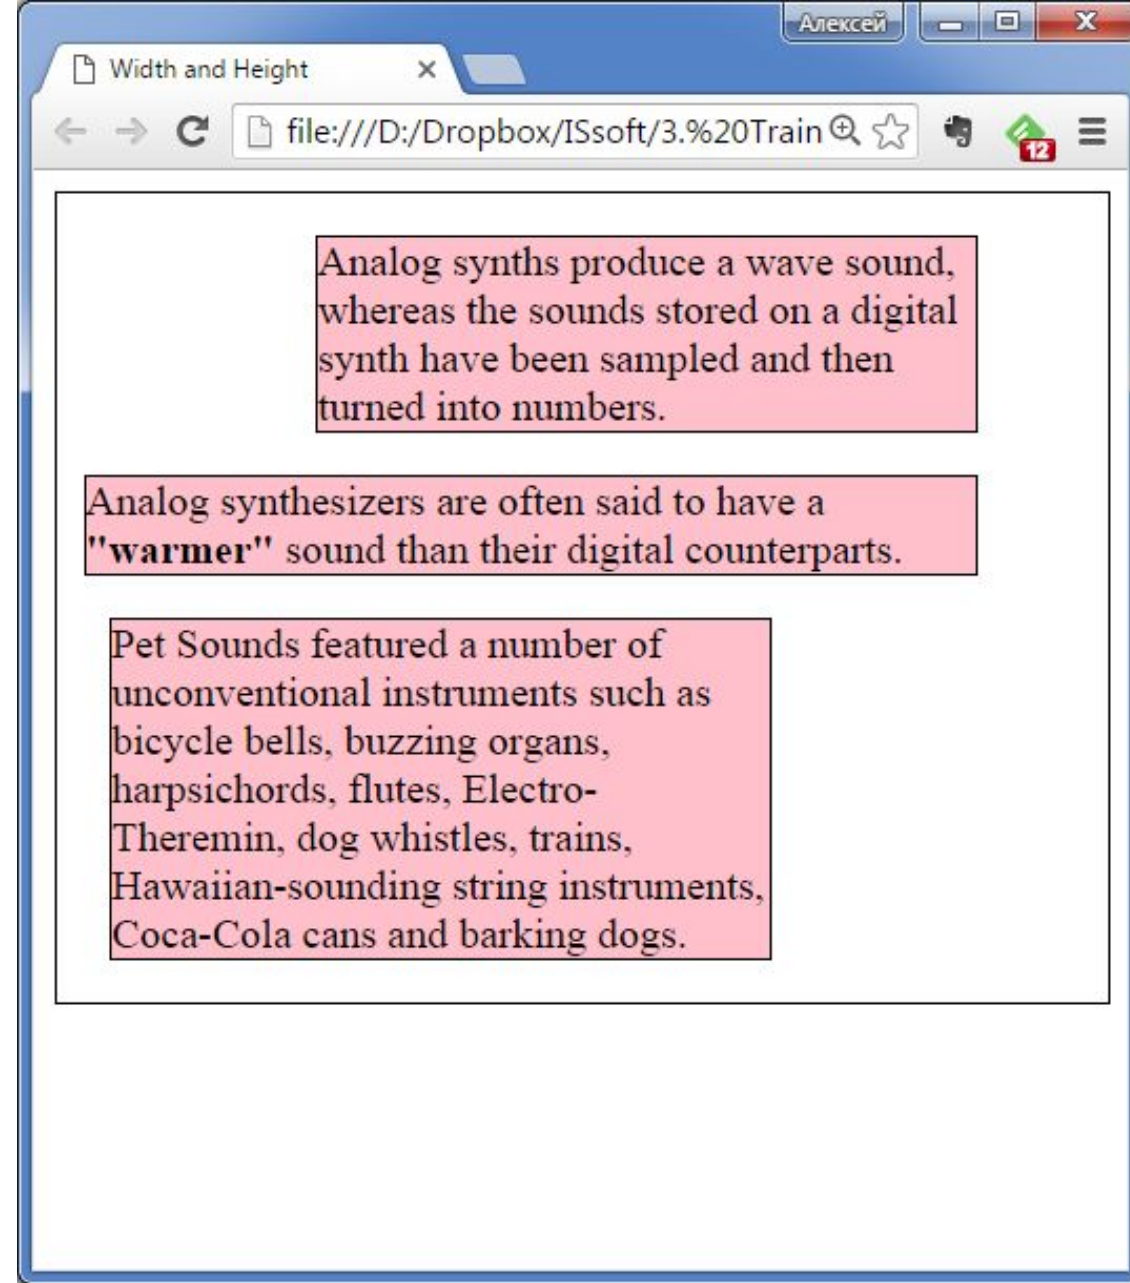 Алексей
Width and Height
file:///D:/Dropbox/ISsoft/3.%20Train
12
Analog synths produce a wave sound,
whereas the sounds stored on a digital
synth have been sampled and then
turned into numbers.
Analog synthesizers are often said to have a
"warmer" sound than their digital counterparts.
Pet Sounds featured a number of
unconventional instruments such as
bicycle bells, buzzing organs,
harpsichords, flutes, Electro-
Theremin, dog whistles, trains,
Hawaiian-sounding string instruments,
Coca-Cola cans and barking dogs.